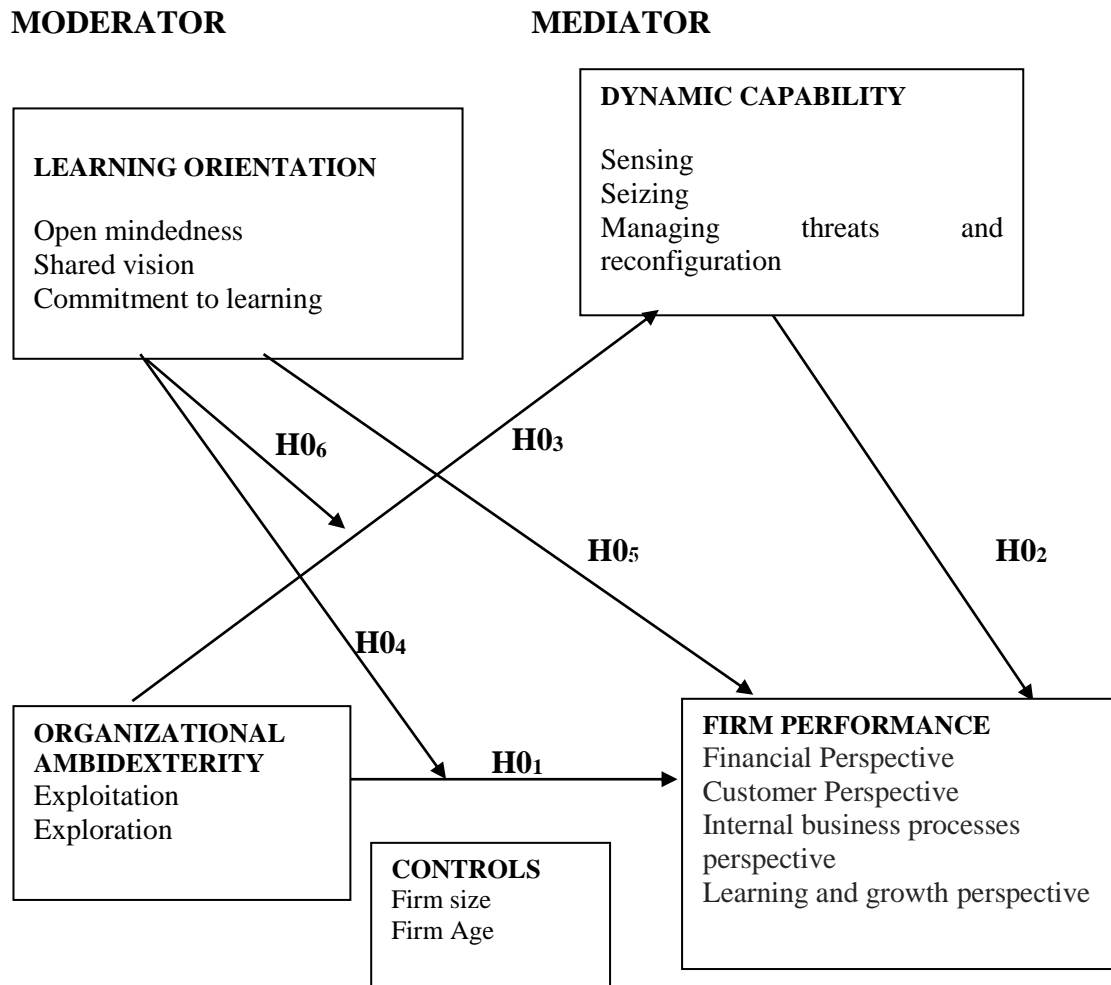 MODERATOR
MEDIATOR
LEARNING ORIENTATION
Open mindedness
Shared vision
Commitment to learning
DYNAMIC CAPABILITY
Sensing
Seizing
Managing threats and
reconfiguration
H0₆
H0₃
H0₅
H0₂
H0₄
ORGANIZATIONAL
AMBIDEXTERITY
Exploitation
Exploration
H0₁
FIRM PERFORMANCE
Financial Perspective
Customer Perspective
Internal business processes
perspective
Learning and growth perspective
CONTROLS
Firm size
Firm Age